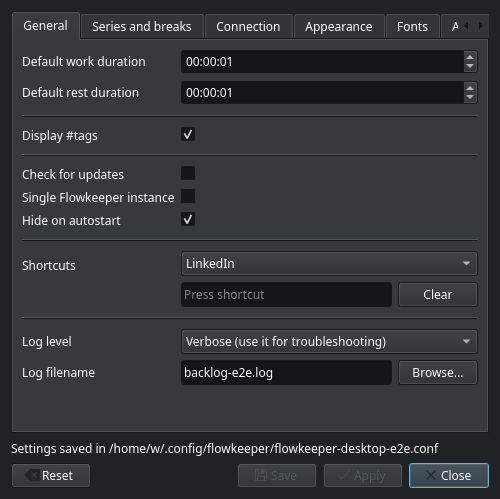 General
Series and breaks
Connection
Appearance
Fonts
A
Default work duration
00:00:01
Default rest duration
00:00:01
Display #tags
Check for updates
Single Flowkeeper instance
Hide on autostart
Shortcuts
LinkedIn
Press shortcut
Clear
Log level
Verbose (use it for troubleshooting)
Log filename
backlog-e2e.log
Browse...
Settings saved in /home/w/.config/flowkeeper/flowkeeper-desktop-e2e.conf
Reset
Save
Apply
Close